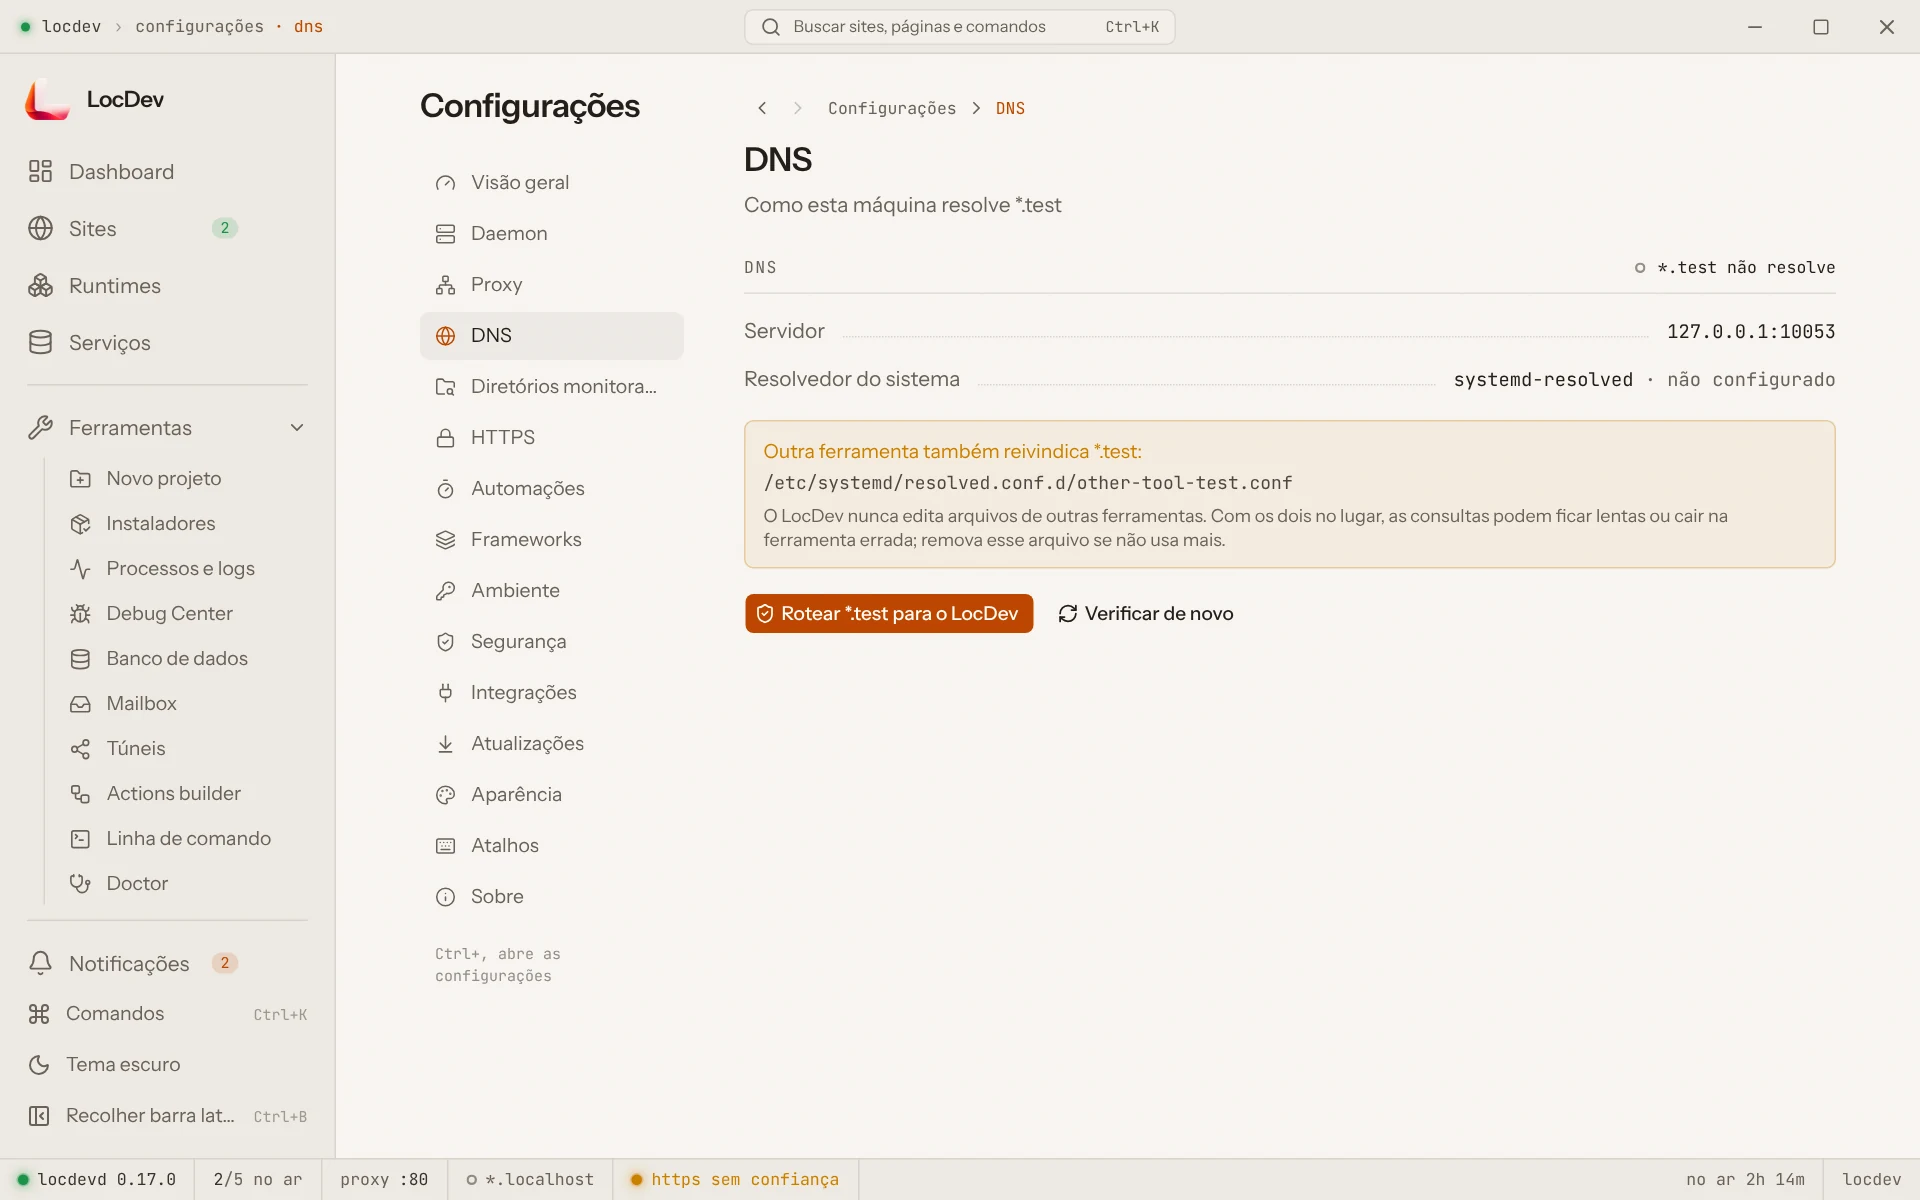 locdev › configurações · dns
Buscar sites, páginas e comandos Ctrl+K
LocDev
Dashboard
Sites 2
Runtimes
Serviços
Ferramentas
Novo projeto
Instaladores
Processos e logs
Debug Center
Banco de dados
Mailbox
Túneis
Actions builder
Linha de comando
Doctor
Notificações 2
Comandos Ctrl+K
Tema escuro
Recolher barra lat... Ctrl+B
Configurações
Visão geral
Daemon
Proxy
DNS
Diretórios monitora...
HTTPS
Automações
Frameworks
Ambiente
Segurança
Integrações
Atualizações
Aparência
Atalhos
Sobre
Ctrl+, abre as
configurações
Configurações > DNS
DNS
Como esta máquina resolve *.test
DNS *.test não resolve
Servidor 127.0.0.1:10053
Resolvedor do sistema systemd-resolved · não configurado
Outra ferramenta também reivindica *.test:
/etc/systemd/resolved.conf.d/other-tool-test.conf
O LocDev nunca edita arquivos de outras ferramentas. Com os dois no lugar, as consultas podem ficar lentas ou cair na
ferramenta errada; remova esse arquivo se não usa mais.
Rotear *.test para o LocDev Verificar de novo
locdevd 0.17.0 2/5 no ar proxy :80 *.localhost https sem confiança no ar 2h 14m locdev